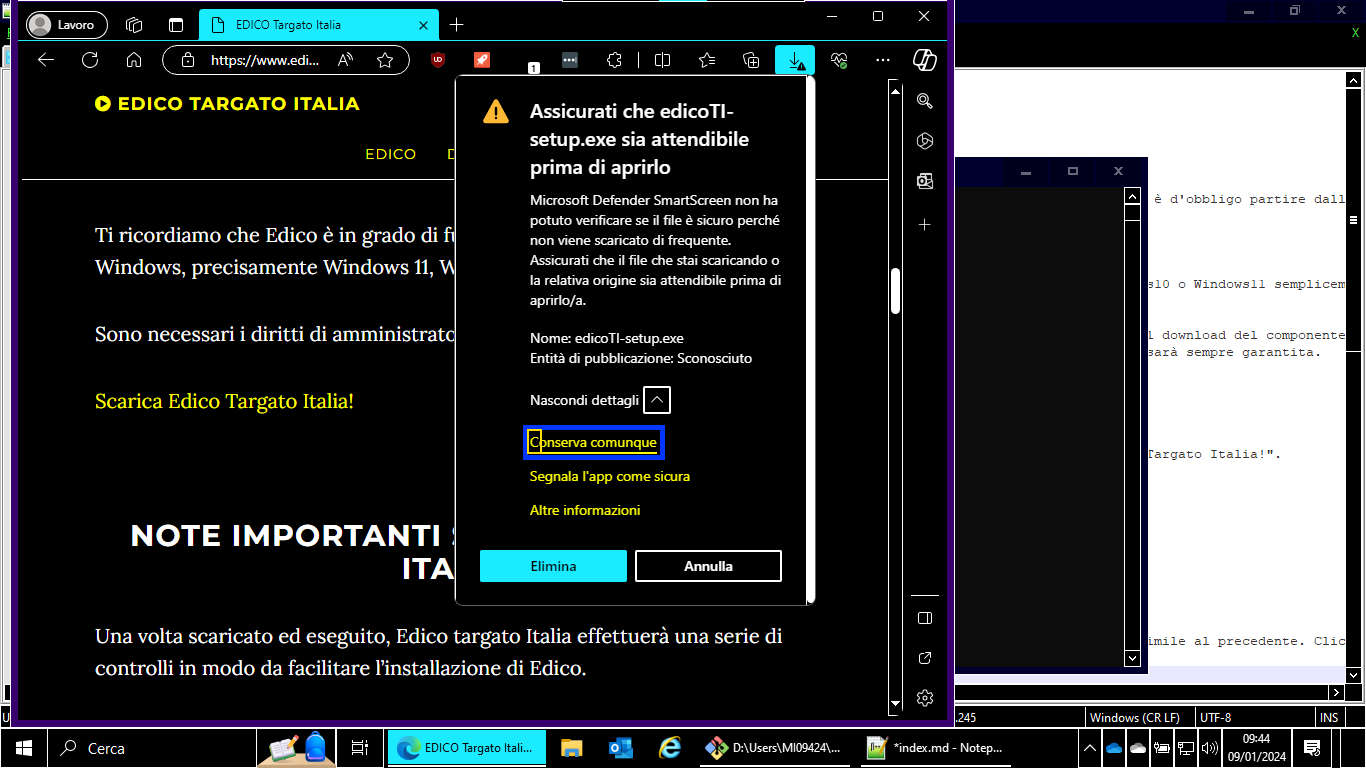 Lavoro
EDICO Targato Italia
https://www.edi...
1
EDICO TARGATO ITALIA
EDICO
Ti ricordiamo che Edico è in grado di fu
Windows, precisamente Windows 11, W
Sono necessari i diritti di amministrato
Scarica Edico Targato Italia!
NOTE IMPORTANTI S
ITA
Una volta scaricato ed eseguito, Edico targato Italia effettuerà una serie di
controlli in modo da facilitare l'installazione di Edico.
Assicurati che edicoTI-
setup.exe sia attendibile
prima di aprirlo
Microsoft Defender SmartScreen non ha
potuto verificare se il file è sicuro perché
non viene scaricato di frequente.
Assicurati che il file che stai scaricando o
la relativa origine sia attendibile prima di
aprirlo/a.
Nome: edicoTI-setup.exe
Entità di pubblicazione: Sconosciuto
Nascondi dettagli
Conserva comunque
Segnala l'app come sicura
Altre informazioni
Elimina
Annulla
X
è d'obbligo partire dall
s10 o Windows11 semplicem
l download del componente
sarà sempre garantita.
Targato Italia!".
imile al precedente. Clic
.245
Windows (CR LF)
UTF-8
INS
Cerca
EDICO Targato Itali...
D:\Users\MI09424\...
*index.md - Notep...
09:44
09/01/2024